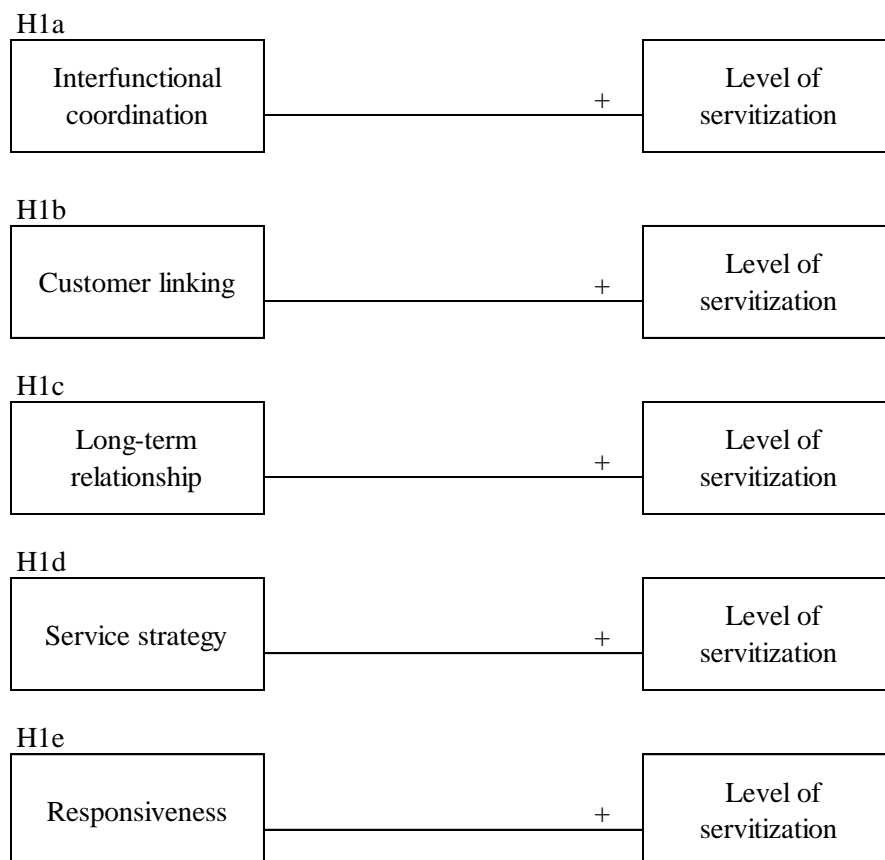 H1a
Interfunctional
coordination
+
Level of
servitization
H1b
Customer linking
+
Level of
servitization
H1c
Long-term
relationship
+
Level of
servitization
H1d
Service strategy
+
Level of
servitization
H1e
Responsiveness
+
Level of
servitization